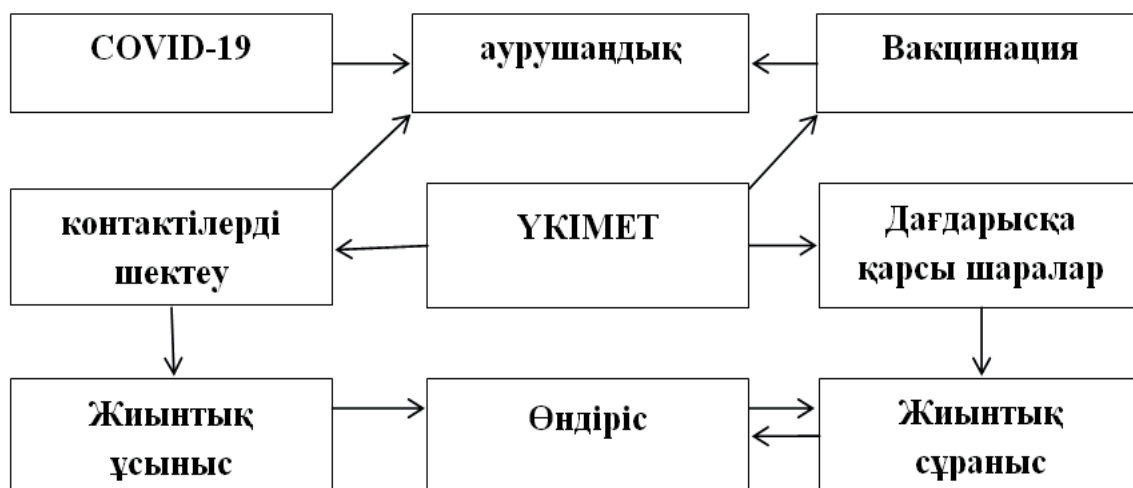 COVID-19
аурушаңдық
Вакцинация
контактілерді
шектеу
ҮКІМЕТ
Дағдарысқа
қарсы шаралар
Жиынтық
ұсыныс
Өндіріс
Жиынтық
сұраныс